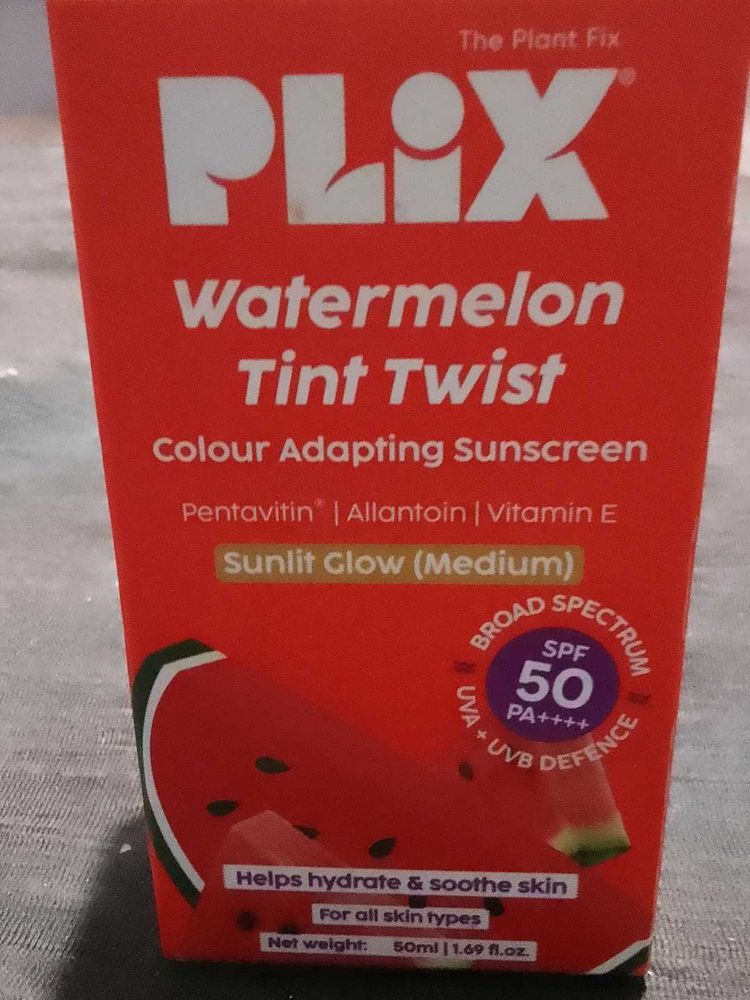 The Plant Fix
PLiX®
Watermelon
Tint Twist
Colour Adapting Sunscreen
Pentavitin® | Allantoin | Vitamin E
Sunlit Glow (Medium)
BROAD SPECTRUM
SPF
50
PA++++
UVA + UVB DEFENCE
Helps hydrate & soothe skin
For all skin types
Net weight: 50ml | 1.69 fl.oz.